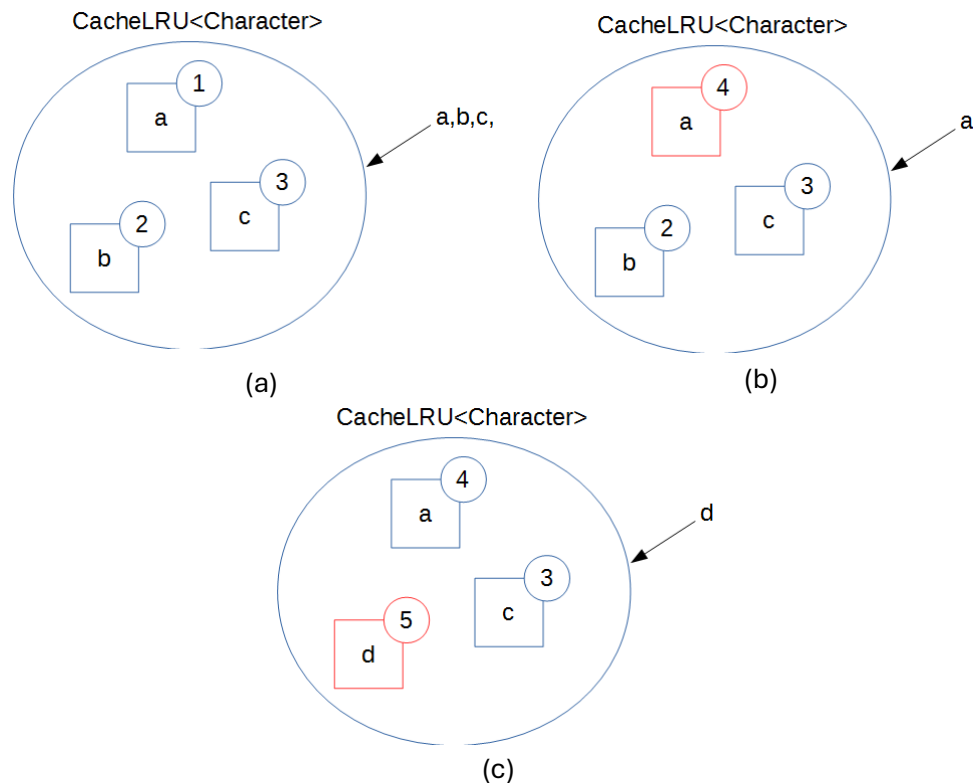 CacheLRU<Character>
1
a
a,b,c,
3
c
2
b
(a)
CacheLRU<Character>
4
a
a
3
c
2
b
(b)
CacheLRU<Character>
4
a
d
3
c
5
d
(c)